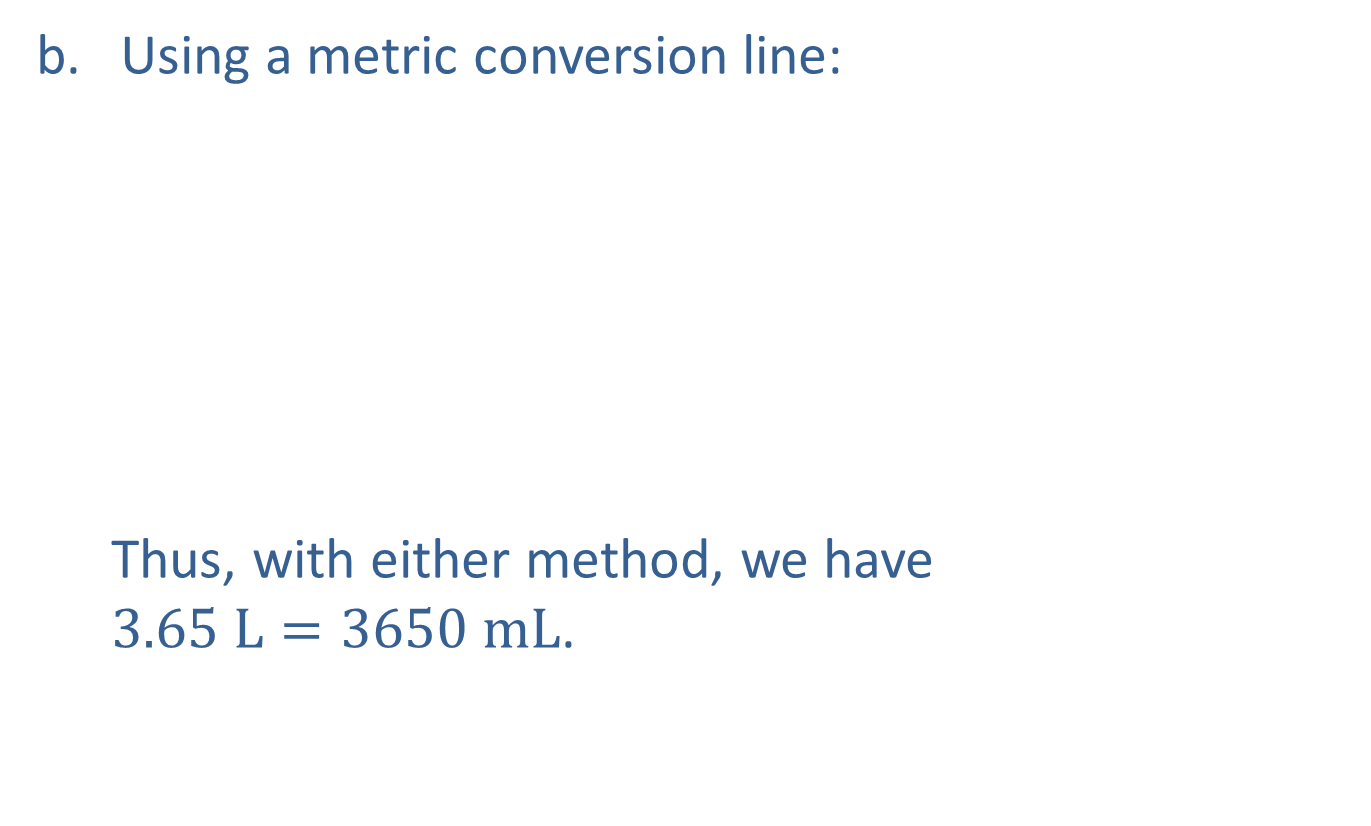 b. Using a metric conversion line:
Thus, with either method, we have
3.65 L = 3650 mL.